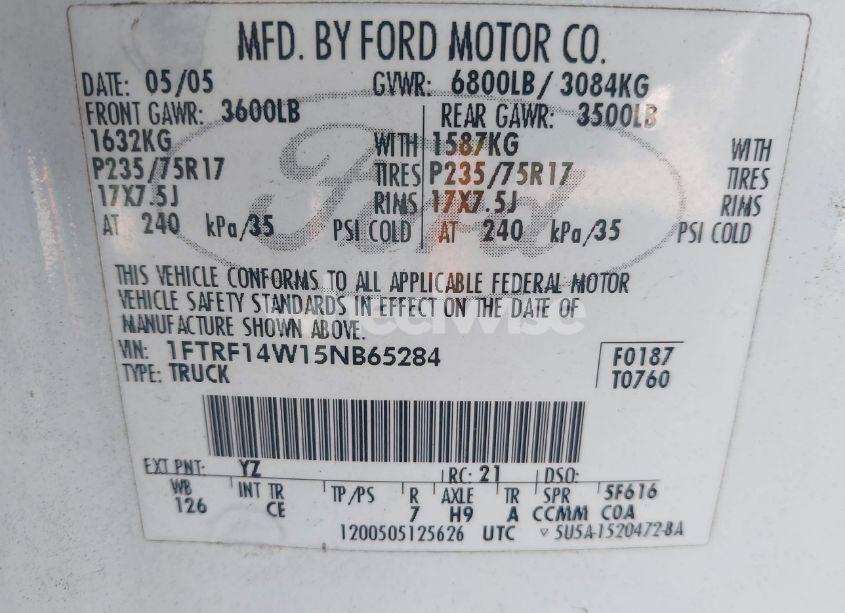 MFD. BY FORD MOTOR CO.
DATE: 05/05 GVWR: 6800LB / 3084KG
FRONT GAWR: 3600LB REAR GAWR: 3500LB
1632KG WITH 1587KG WITH
P235/75R17 TIRES P235/75R17 TIRES
17X7.5J RIMS 17X7.5J RIMS
AT 240 kPa/35 PSI COLD AT 240 kPa/35 PSI COLD
Ford
THIS VEHICLE CONFORMS TO ALL APPLICABLE FEDERAL MOTOR
VEHICLE SAFETY STANDARDS IN EFFECT ON THE DATE OF
MANUFACTURE SHOWN ABOVE.
VIN: 1FTRF14W15NB65284 F0187
TYPE: TRUCK T0760
EXT PNT: YZ RC: 21 DSO:
WB INT TR TP/PS R AXLE TR SPR 5F616
126 CE 7 H9 A CCMM COA
1200505125626 UTC ▽ 5U5A-1520472-BA